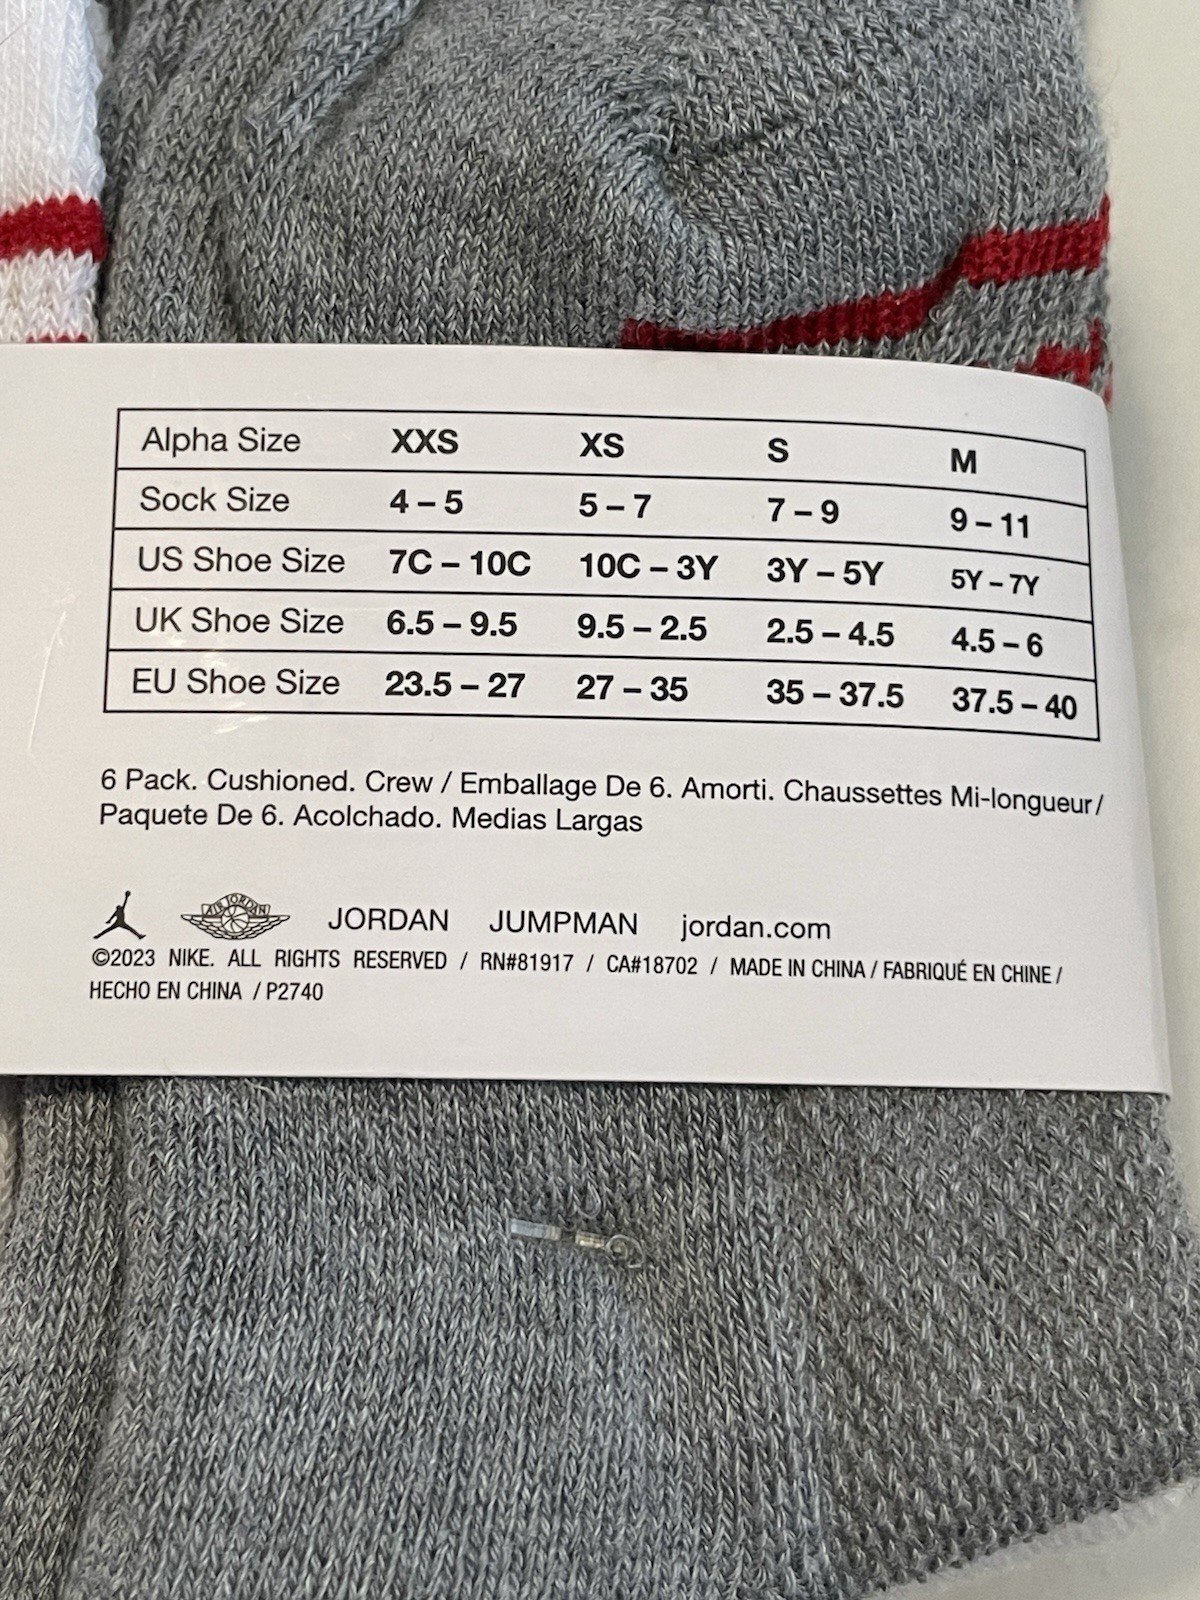 Alpha Size XXS XS S M
Sock Size 4 – 5 5 – 7 7 – 9 9 – 11
US Shoe Size 7C – 10C 10C – 3Y 3Y – 5Y 5Y – 7Y
UK Shoe Size 6.5 – 9.5 9.5 – 2.5 2.5 – 4.5 4.5 – 6
EU Shoe Size 23.5 – 27 27 – 35 35 – 37.5 37.5 – 40
6 Pack. Cushioned. Crew / Emballage De 6. Amorti. Chaussettes Mi-longueur/
Paquete De 6. Acolchado. Medias Largas
AIR JORDAN JORDAN JUMPMAN jordan.com
©2023 NIKE. ALL RIGHTS RESERVED / RN#81917 / CA#18702 / MADE IN CHINA / FABRIQUÉ EN CHINE /
HECHO EN CHINA / P2740